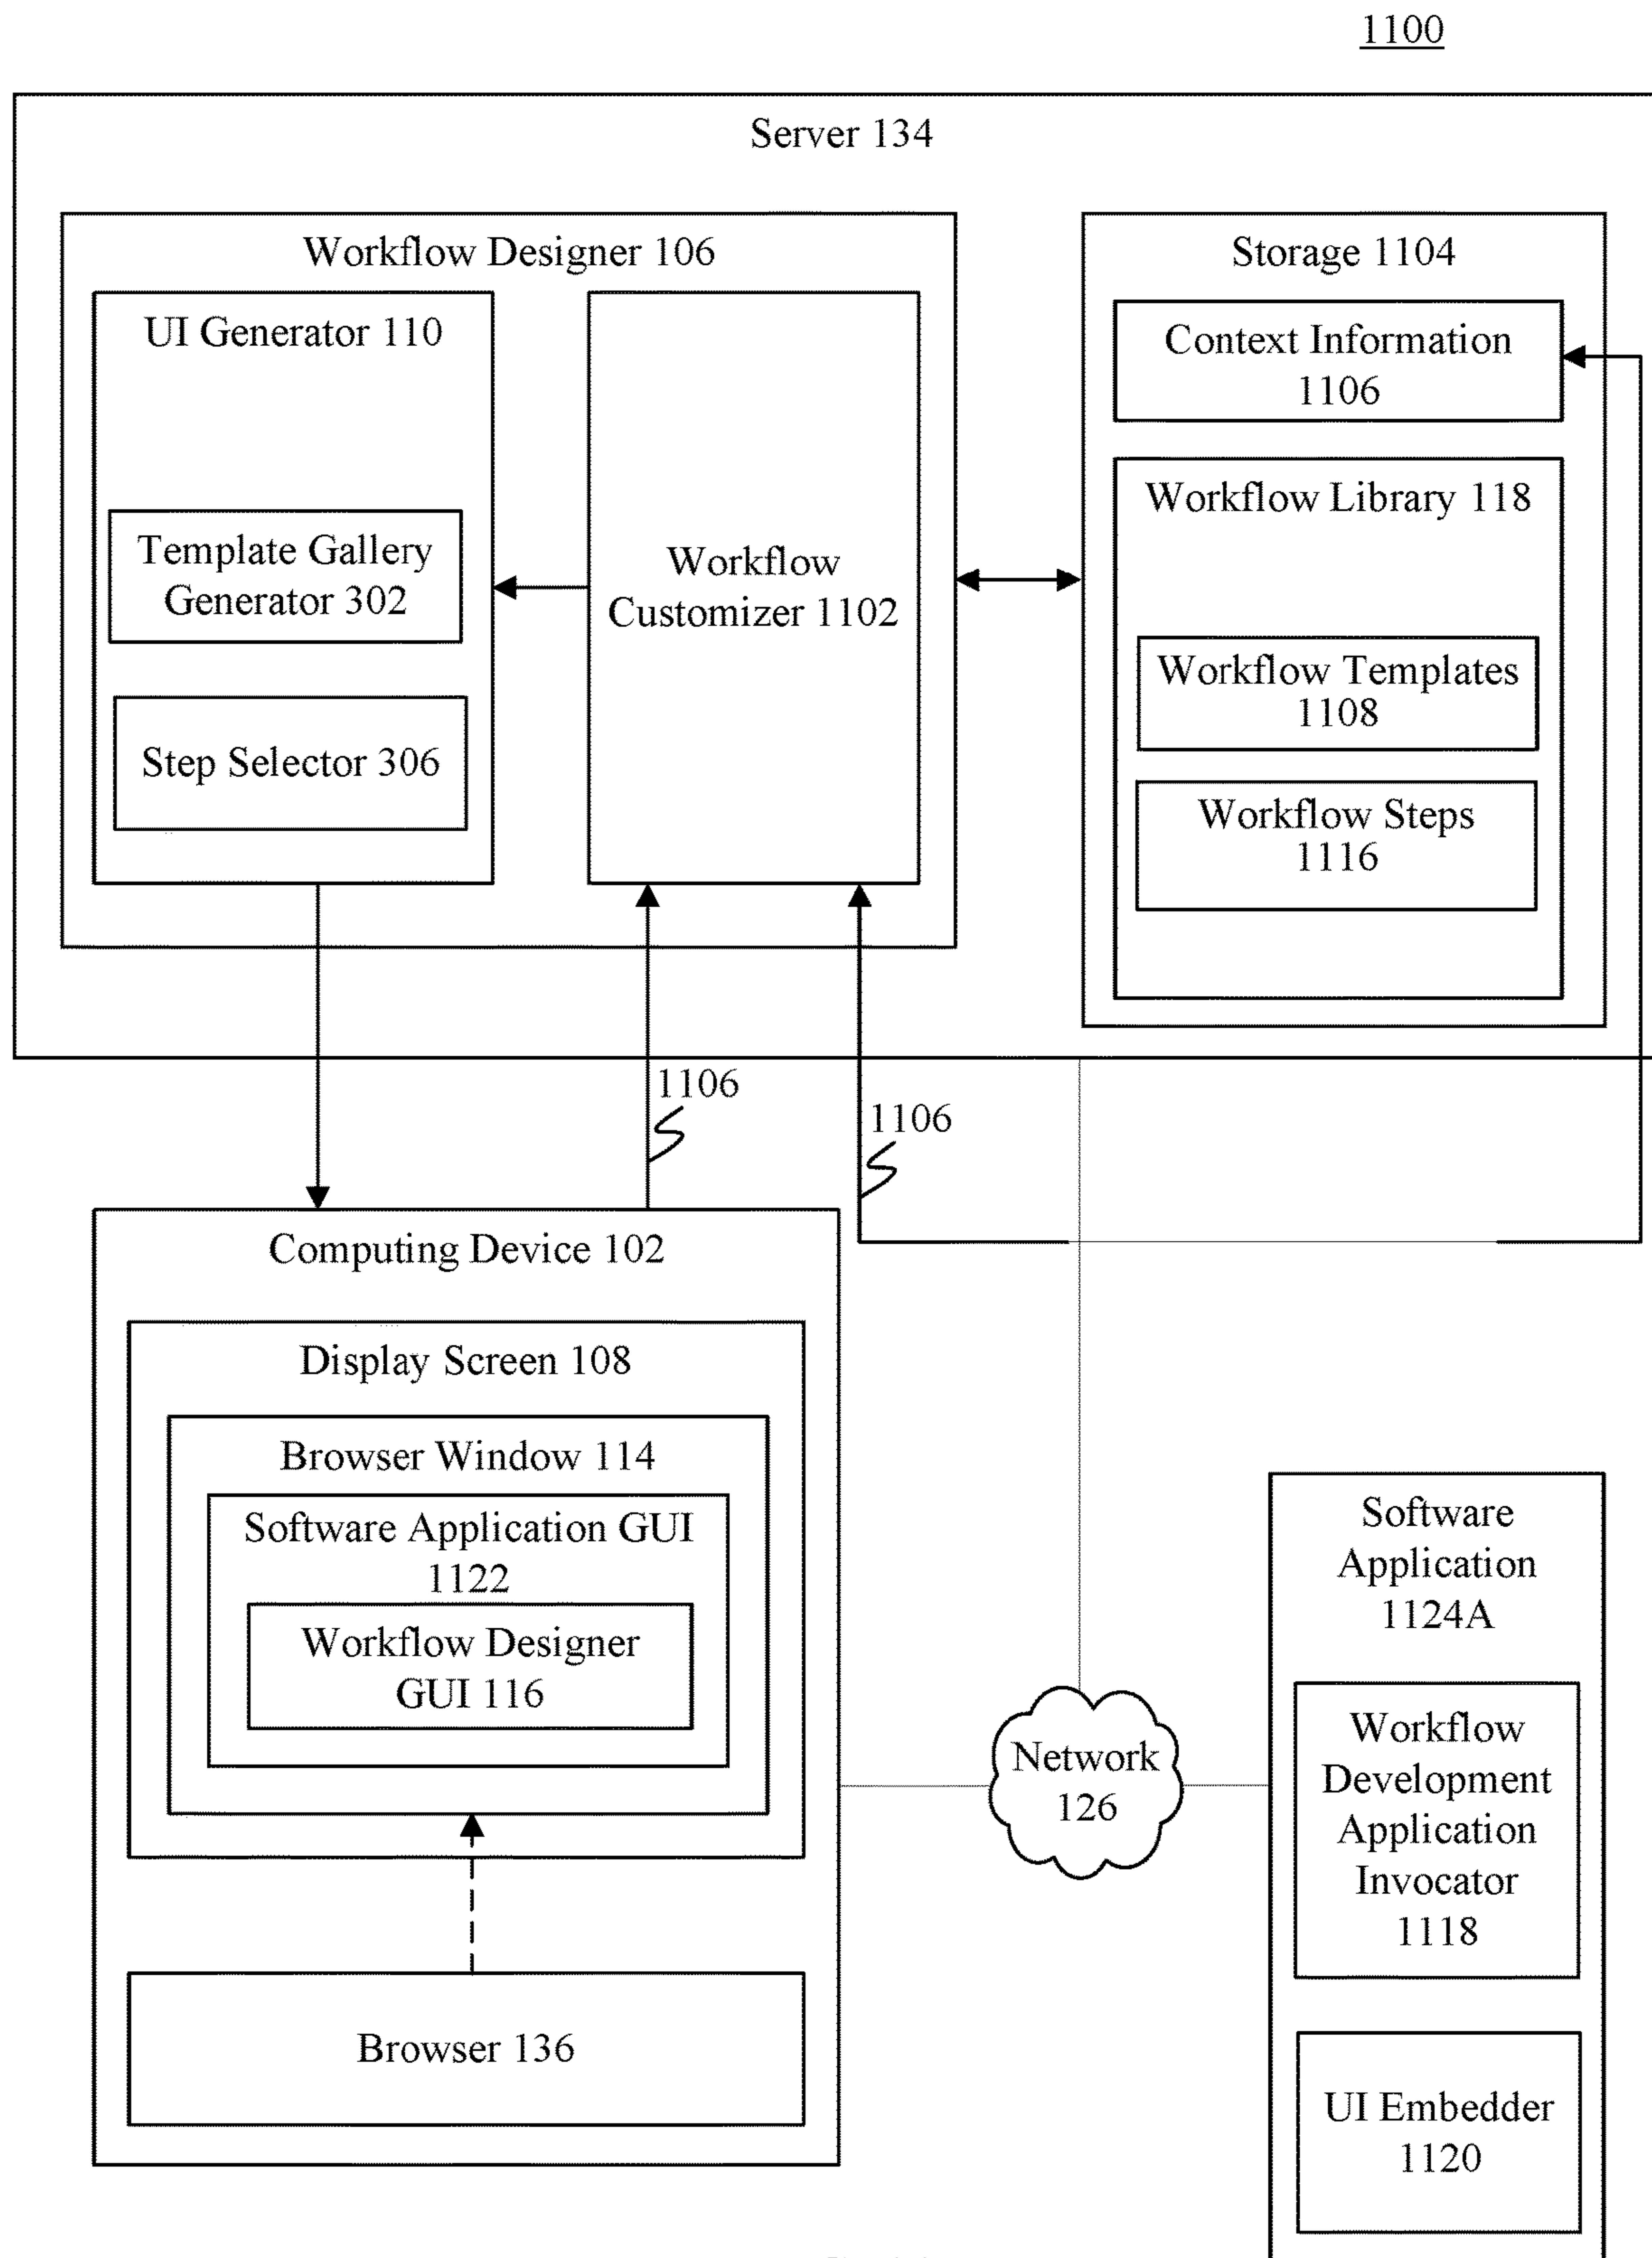 1100
Server 134
Workflow Designer 106
UI Generator 110
Template Gallery
Generator 302
Step Selector 306
Workflow
Customizer 1102
Storage 1104
Context Information
1106
Workflow Library 118
Workflow Templates
1108
Workflow Steps
1116
1106
1106
Computing Device 102
Display Screen 108
Browser Window 114
Software Application GUI
1122
Workflow Designer
GUI 116
Browser 136
Network
126
Software
Application
1124A
Workflow
Development
Application
Invocator
1118
UI Embedder
1120